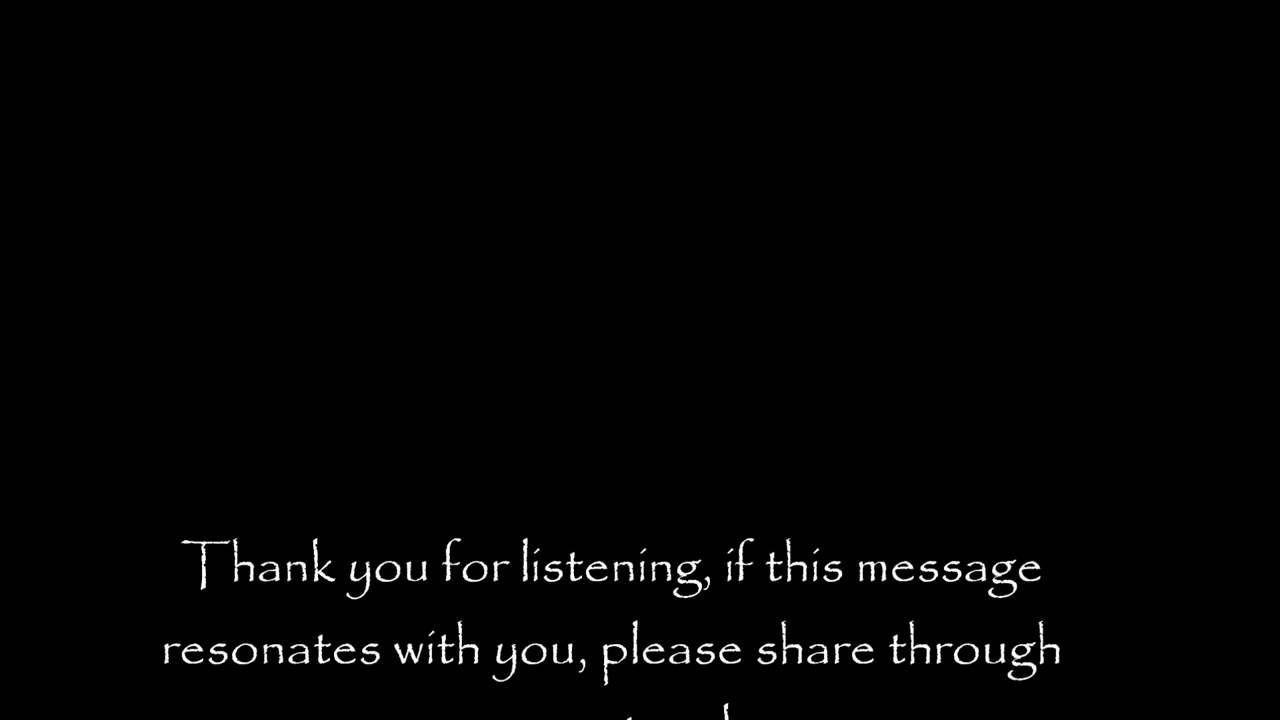 Thank you for listening, if this message
resonates with you, please share through